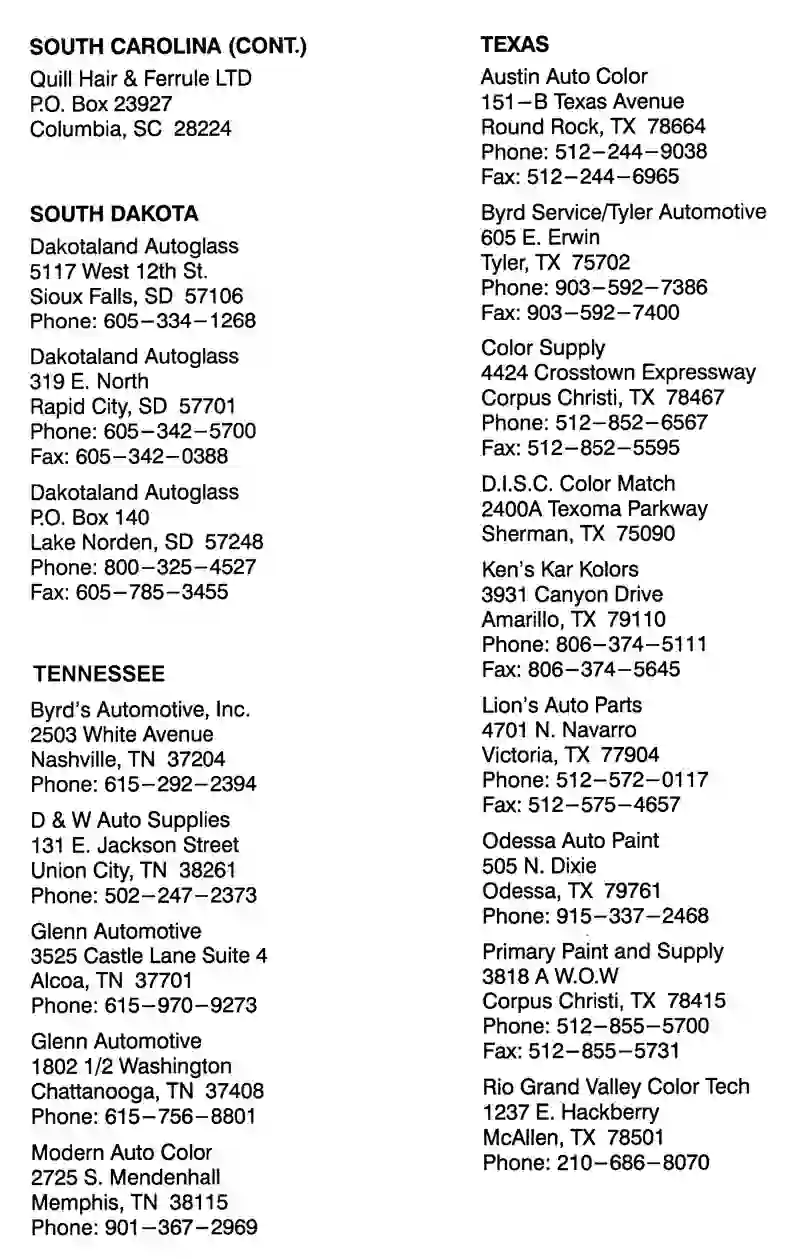 SOUTH CAROLINA (CONT.)
Quill Hair & Ferrule LTD
P.O. Box 23927
Columbia, SC 28224
SOUTH DAKOTA
Dakotaland Autoglass
5117 West 12th St.
Sioux Falls, SD 57106
Phone: 605-334-1268
Dakotaland Autoglass
319 E. North
Rapid City, SD 57701
Phone: 605-342-5700
Fax: 605-342-0388
Dakotaland Autoglass
P.O. Box 140
Lake Norden, SD 57248
Phone: 800-325-4527
Fax: 605-785-3455
TENNESSEE
Byrd's Automotive, Inc.
2503 White Avenue
Nashville, TN 37204
Phone: 615-292-2394
D & W Auto Supplies
131 E. Jackson Street
Union City, TN 38261
Phone: 502-247-2373
Glenn Automotive
3525 Castle Lane Suite 4
Alcoa, TN 37701
Phone: 615-970-9273
Glenn Automotive
1802 1/2 Washington
Chattanooga, TN 37408
Phone: 615-756-8801
Modern Auto Color
2725 S. Mendenhall
Memphis, TN 38115
Phone: 901-367-2969
TEXAS
Austin Auto Color
151-B Texas Avenue
Round Rock, TX 78664
Phone: 512-244-9038
Fax: 512-244-6965
Byrd Service/Tyler Automotive
605 E. Erwin
Tyler, TX 75702
Phone: 903-592-7386
Fax: 903-592-7400
Color Supply
4424 Crosstown Expressway
Corpus Christi, TX 78467
Phone: 512-852-6567
Fax: 512-852-5595
D.I.S.C. Color Match
2400A Texoma Parkway
Sherman, TX 75090
Ken's Kar Kolors
3931 Canyon Drive
Amarillo, TX 79110
Phone: 806-374-5111
Fax: 806-374-5645
Lion's Auto Parts
4701 N. Navarro
Victoria, TX 77904
Phone: 512-572-0117
Fax: 512-575-4657
Odessa Auto Paint
505 N. Dixie
Odessa, TX 79761
Phone: 915-337-2468
Primary Paint and Supply
3818 A W.O.W
Corpus Christi, TX 78415
Phone: 512-855-5700
Fax: 512-855-5731
Rio Grand Valley Color Tech
1237 E. Hackberry
McAllen, TX 78501
Phone: 210-686-8070